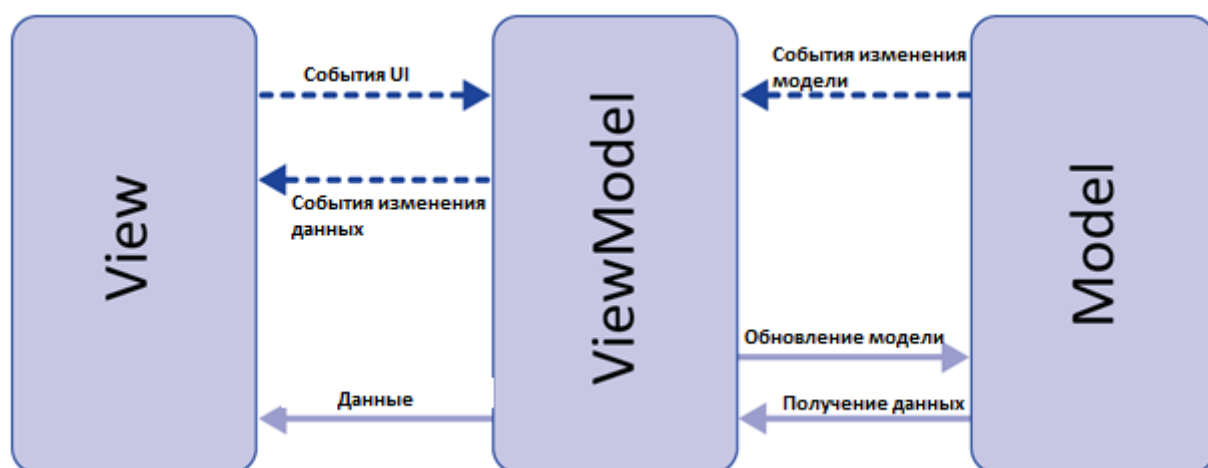 View
События UI
События изменения
данных
Данные
ViewModel
События изменения
модели
Обновление модели
Получение данных
Model